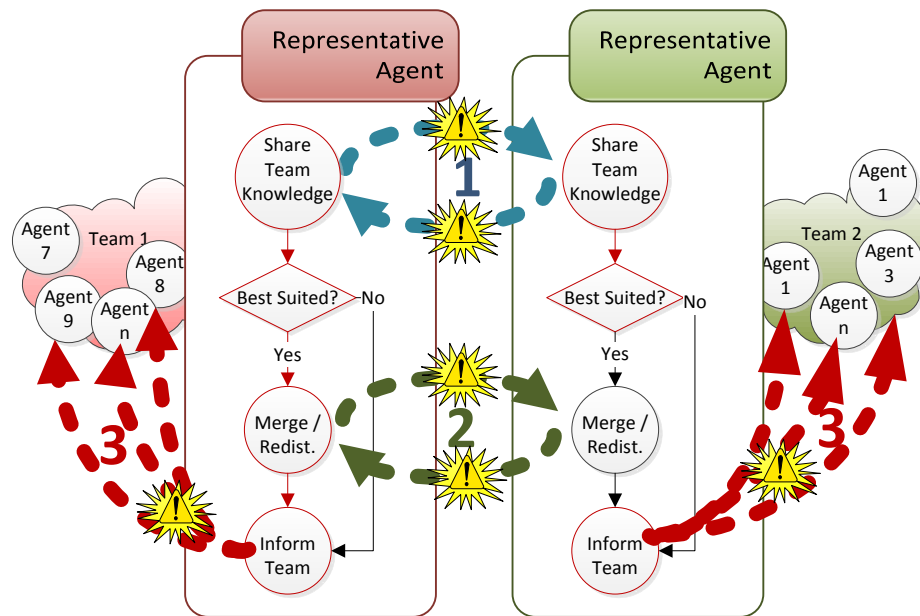 Representative
Agent
Representative
Agent
Share
Team
Knowledge
1
Share
Team
Knowledge
Agent
7
Team 1
Agent
8
Agent
9
Agent
n
Agent
1
Team 2
Agent
3
Agent
1
Agent
n
Best Suited?
No
Yes
Best Suited?
No
Yes
Merge /
Redist.
2
Merge /
Redist.
3
3
Inform
Team
Inform
Team
!
!
!
!
!
!